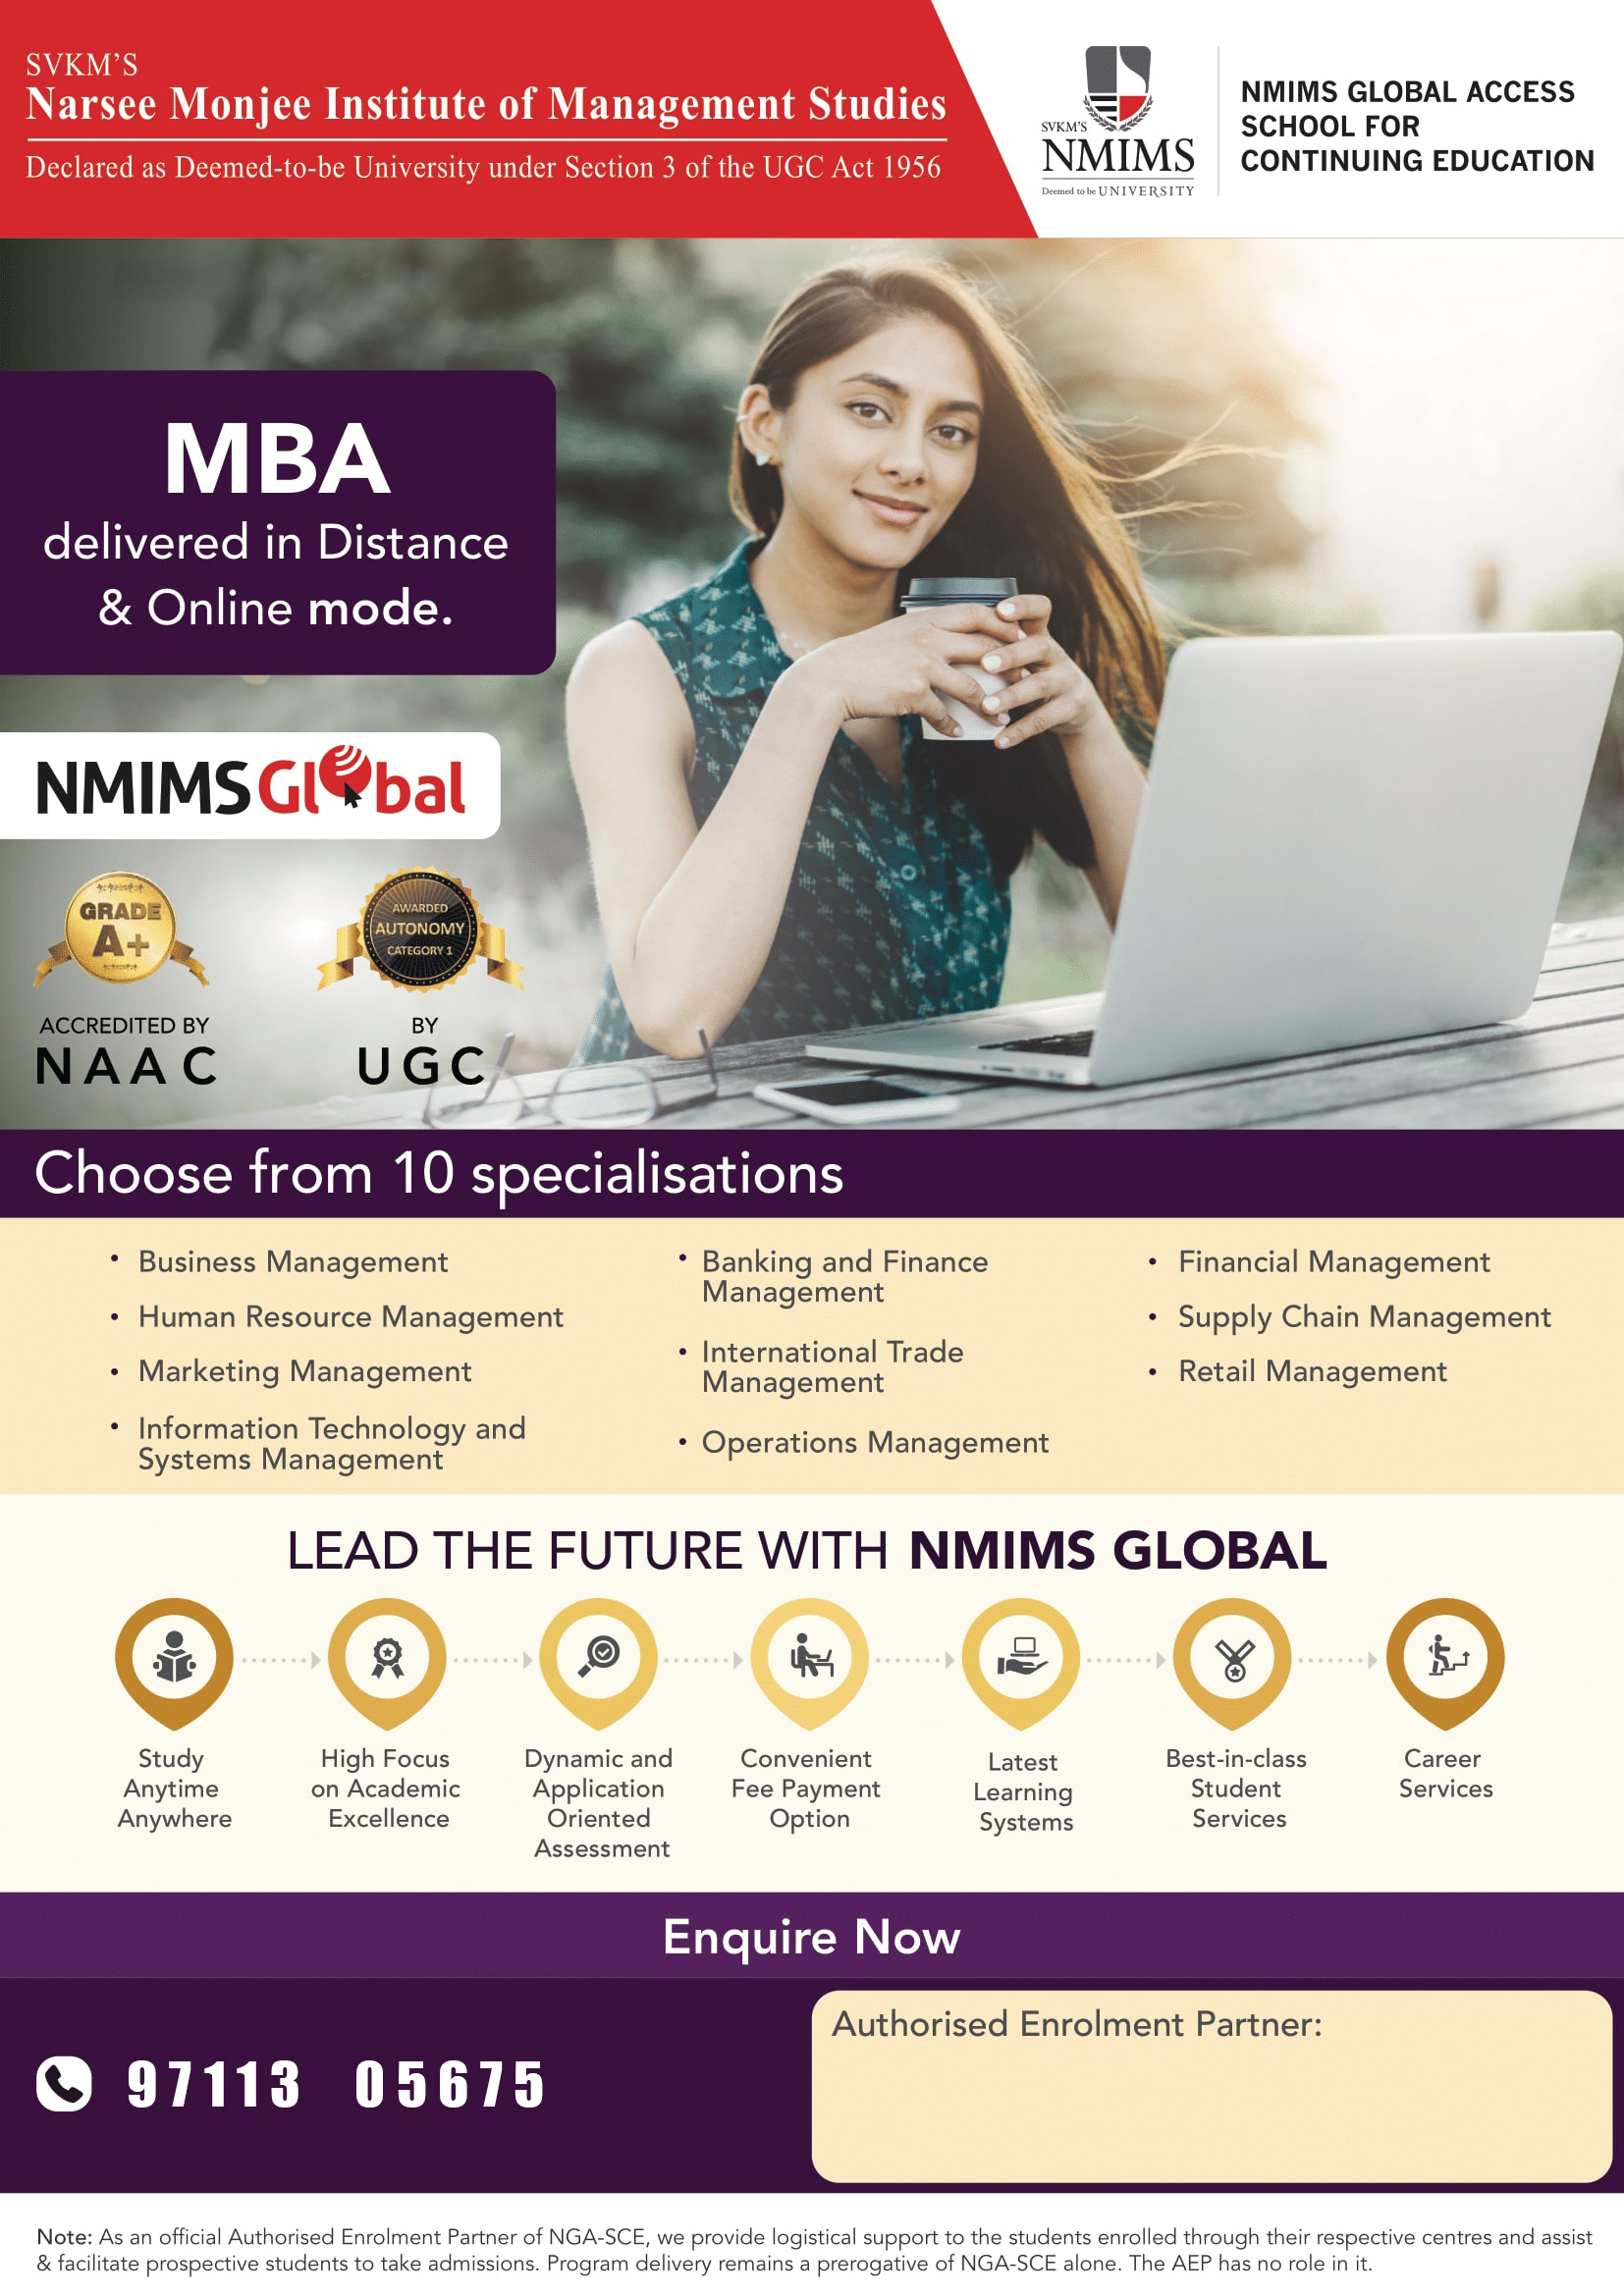 SVKM'S
Narsee Monjee Institute of Management Studies
Declared as Deemed-to-be University under Section 3 of the UGC Act 1956
SVKM'S
NMIMS
Deemed to be UNIVERSITY
NMIMS GLOBAL ACCESS
SCHOOL FOR
CONTINUING EDUCATION
MBA
delivered in Distance
& Online mode.
NMIMS Global
GRADE
A+
ACCREDITED BY
NAAC
AWARDED
AUTONOMY
CATEGORY 1
BY
UGC
Choose from 10 specialisations
• Business Management
• Human Resource Management
• Marketing Management
• Information Technology and
Systems Management
• Banking and Finance
Management
• International Trade
Management
• Operations Management
• Financial Management
• Supply Chain Management
• Retail Management
LEAD THE FUTURE WITH NMIMS GLOBAL
Study
Anytime
Anywhere
High Focus
on Academic
Excellence
Dynamic and
Application
Oriented
Assessment
Convenient
Fee Payment
Option
Latest
Learning
Systems
Best-in-class
Student
Services
Career
Services
Enquire Now
97113 05675
Authorised Enrolment Partner:
Note: As an official Authorised Enrolment Partner of NGA-SCE, we provide logistical support to the students enrolled through their respective centres and assist
& facilitate prospective students to take admissions. Program delivery remains a prerogative of NGA-SCE alone. The AEP has no role in it.